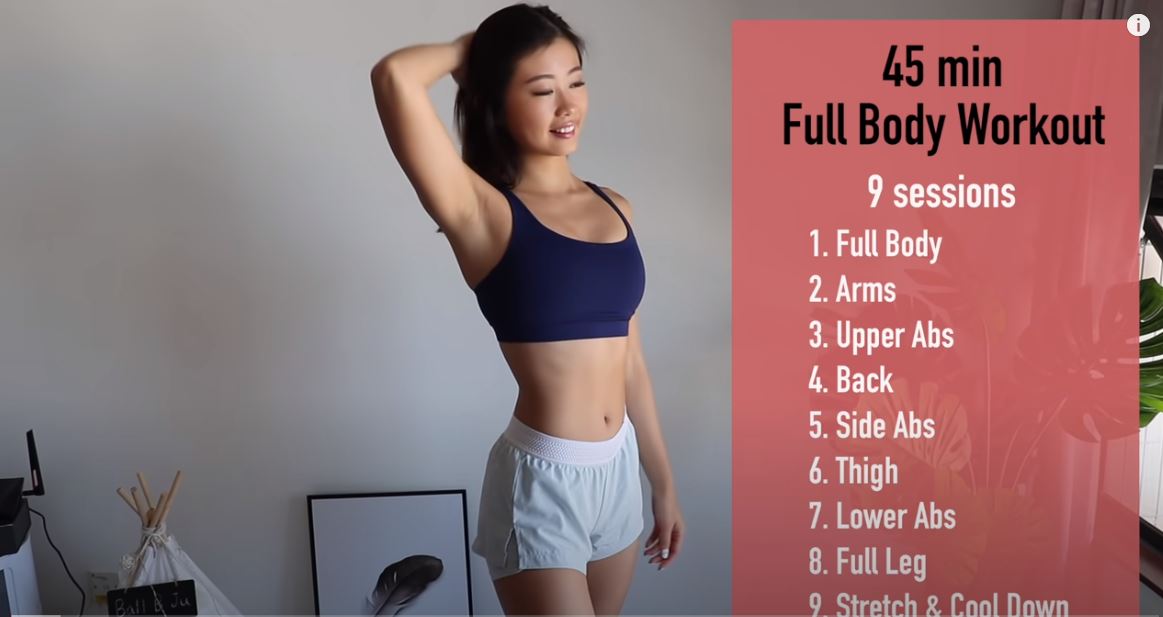 45 min
Full Body Workout
9 sessions
1. Full Body
2. Arms
3. Upper Abs
4. Back
5. Side Abs
6. Thigh
7. Lower Abs
8. Full Leg
9. Stretch & Cool Down
Ball & Ju
i